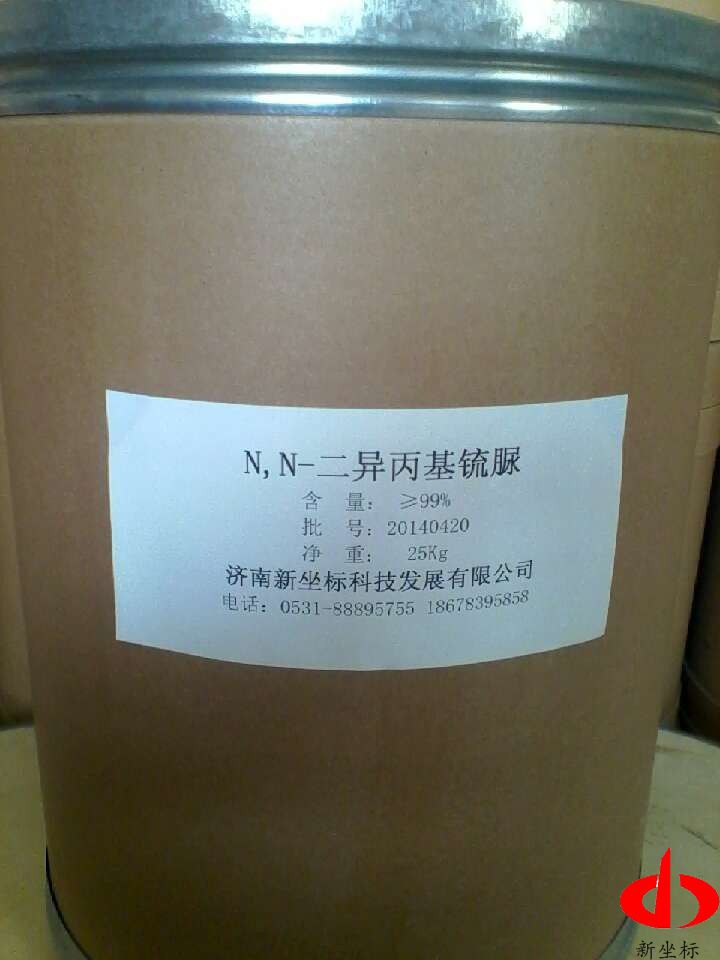 N,N-二异丙基锍脲
含 量： ≥99%
批 号：20140420
净 重： 25Kg
济南新坐标科技发展有限公司
电话：0531-88895755 18678395858
新坐标